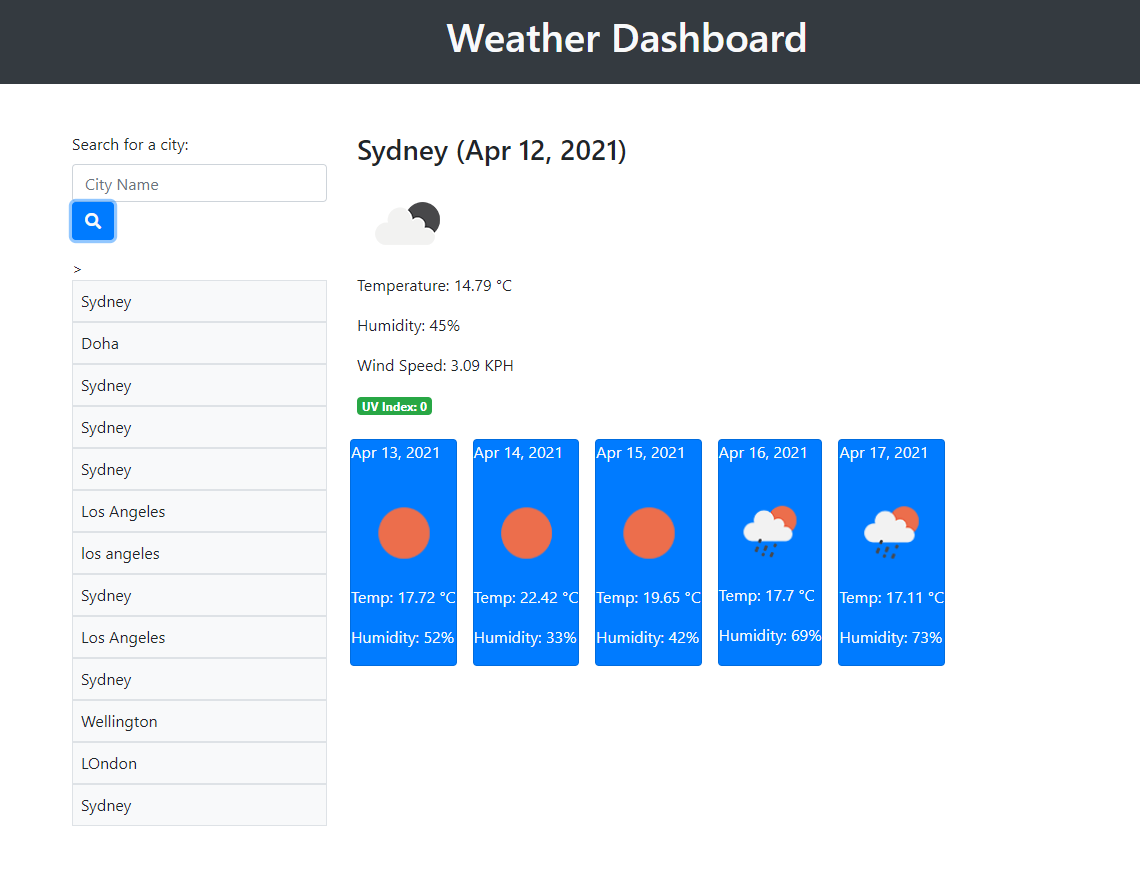 Weather Dashboard
Search for a city:
City Name
>
Sydney
Doha
Sydney
Sydney
Sydney
Los Angeles
los angeles
Sydney
Los Angeles
Sydney
Wellington
LOndon
Sydney
Sydney (Apr 12, 2021)
Temperature: 14.79 °C
Humidity: 45%
Wind Speed: 3.09 KPH
UV Index: 0
Apr 13, 2021
Temp: 17.72 °C
Humidity: 52%
Apr 14, 2021
Temp: 22.42 °C
Humidity: 33%
Apr 15, 2021
Temp: 19.65 °C
Humidity: 42%
Apr 16, 2021
Temp: 17.7 °C
Humidity: 69%
Apr 17, 2021
Temp: 17.11 °C
Humidity: 73%